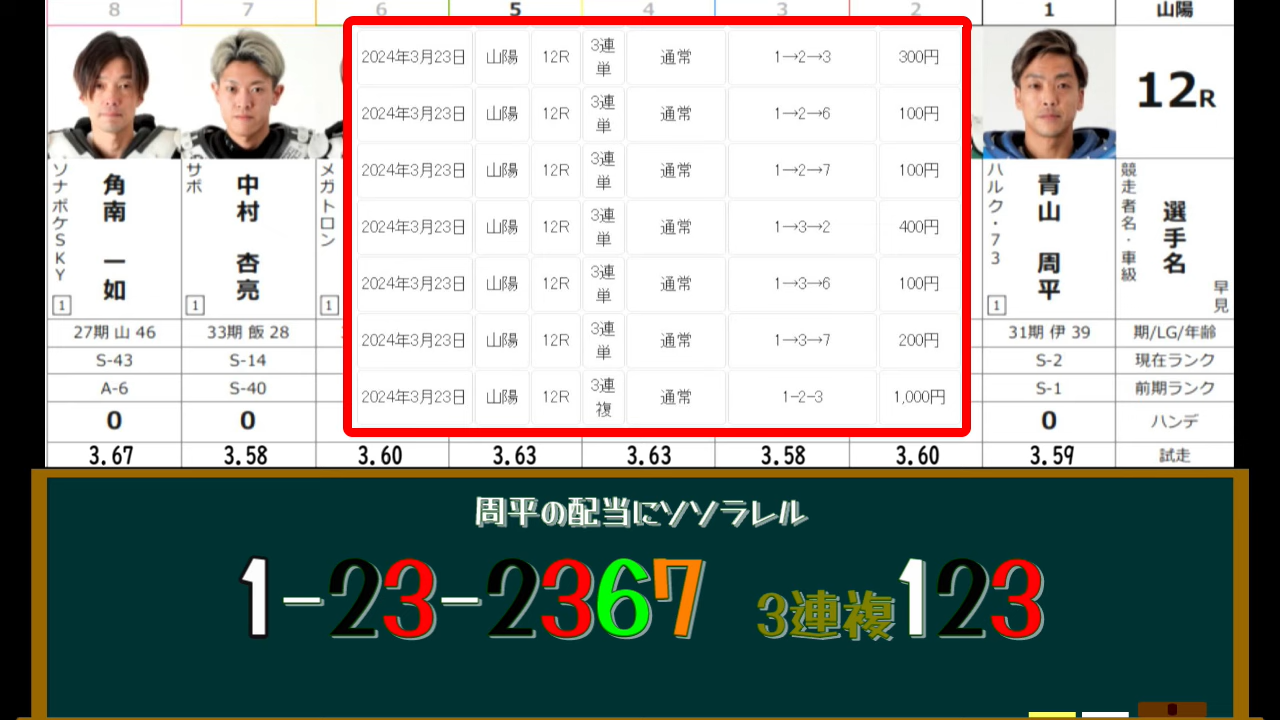 8 7 6 5 4 3 2 1 山陽
2024年3月23日 山陽 12R 3連単 通常 1→2→3 300円
2024年3月23日 山陽 12R 3連単 通常 1→2→6 100円
2024年3月23日 山陽 12R 3連単 通常 1→2→7 100円
2024年3月23日 山陽 12R 3連単 通常 1→3→2 400円
2024年3月23日 山陽 12R 3連単 通常 1→3→6 100円
2024年3月23日 山陽 12R 3連単 通常 1→3→7 200円
2024年3月23日 山陽 12R 3連複 通常 1-2-3 1,000円
12R
ソナポケSKY
角南 一如
1
サボ
中村 杏亮
1
メガトロン
1
ハルク・73
青山 周平
1
競走者名・車級
選手名
早見
27期 山 46 33期 飯 28 31期 伊 39 期/LG/年齢
S-43 S-14 S-2 現在ランク
A-6 S-40 S-1 前期ランク
0 0 0 ハンデ
3.67 3.58 3.60 3.63 3.63 3.58 3.60 3.59 試走
周平の配当にソソラレル
1-23-2367 3連複123